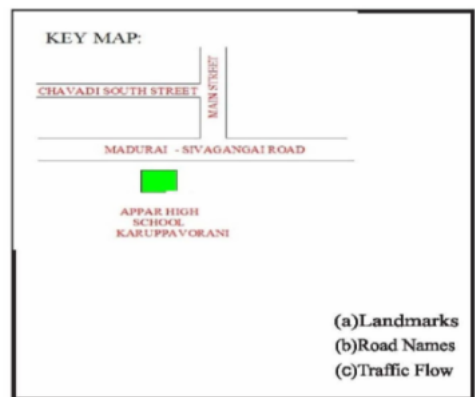 KEY MAP:
CHAVADI SOUTH STREET
MAIN STREET
MADURAI - SIVAGANGAI ROAD
APPAR HIGH
SCHOOL
KARUPPAVORANI
(a)Landmarks
(b)Road Names
(c)Traffic Flow